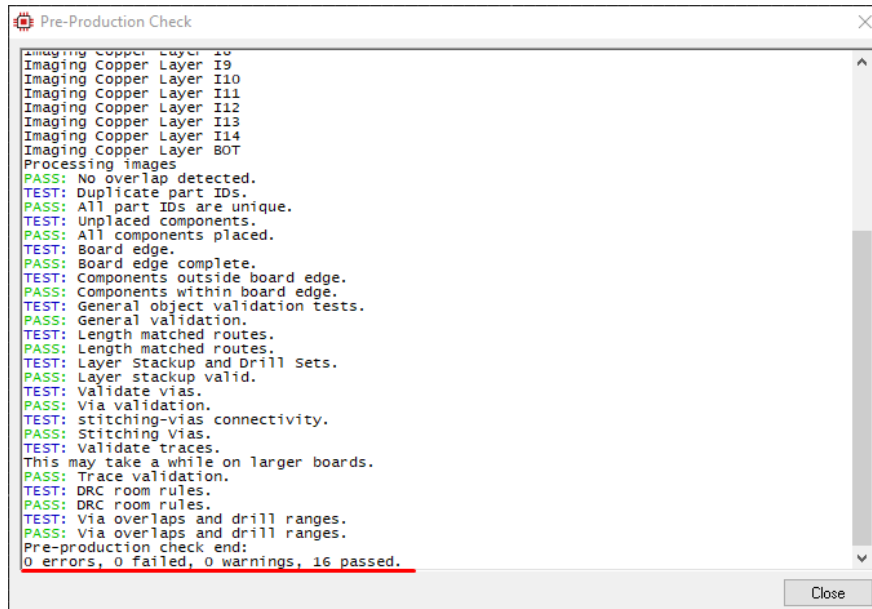 Pre-Production Check
Imaging Copper Layer I8
Imaging Copper Layer I9
Imaging Copper Layer I10
Imaging Copper Layer I11
Imaging Copper Layer I12
Imaging Copper Layer I13
Imaging Copper Layer I14
Imaging Copper Layer BOT
Processing images
PASS: No overlap detected.
TEST: Duplicate part IDs.
PASS: All part IDs are unique.
TEST: Unplaced components.
PASS: All components placed.
TEST: Board edge.
PASS: Board edge complete.
TEST: Components outside board edge.
PASS: Components within board edge.
TEST: General object validation tests.
PASS: General validation.
TEST: Length matched routes.
PASS: Length matched routes.
TEST: Layer Stackup and Drill Sets.
PASS: Layer stackup valid.
TEST: Validate vias.
PASS: Via validation.
TEST: stitching-vias connectivity.
PASS: Stitching Vias.
TEST: Validate traces.
This may take a while on larger boards.
PASS: Trace validation.
TEST: DRC room rules.
PASS: DRC room rules.
TEST: Via overlaps and drill ranges.
PASS: Via overlaps and drill ranges.
Pre-production check end:
0 errors, 0 failed, 0 warnings, 16 passed.
Close